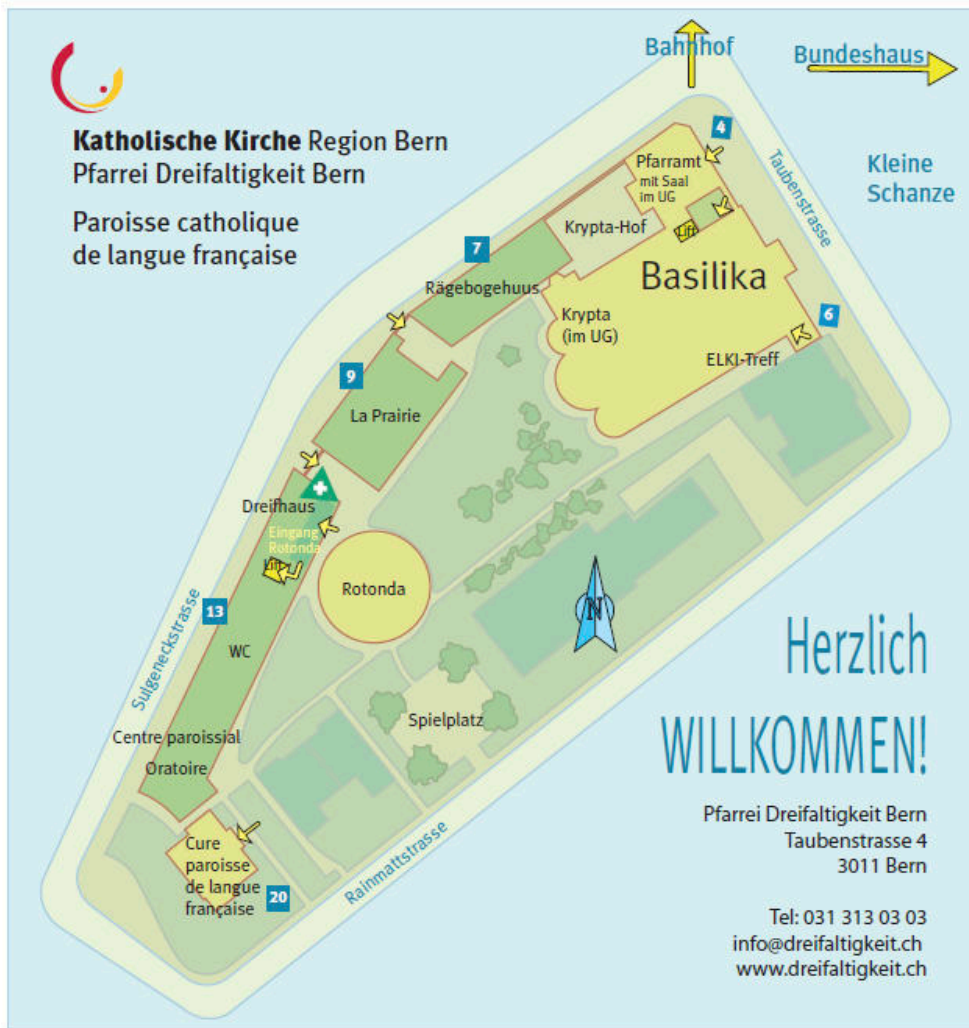 Bahnhof
Bundeshaus
Katholische Kirche Region Bern
Pfarrei Dreifaltigkeit Bern
Paroisse catholique
de langue française
4
Pfarramt
mit Saal
im UG
Taubenstrasse
Kleine
Schanze
Krypta-Hof
Lift
7
Rägebogehuus
Basilika
Krypta
(im UG)
6
ELKI-Treff
9
La Prairie
Dreifhaus
Eingang
Rotonda
Lift
Rotonda
N
13
Sulgeneckstrasse
WC
Spielplatz
Centre paroissial
Oratoire
Cure
paroisse
de langue
française
20
Rainmattstrasse
Herzlich
WILLKOMMEN!
Pfarrei Dreifaltigkeit Bern
Taubenstrasse 4
3011 Bern
Tel: 031 313 03 03
info@dreifaltigkeit.ch
www.dreifaltigkeit.ch